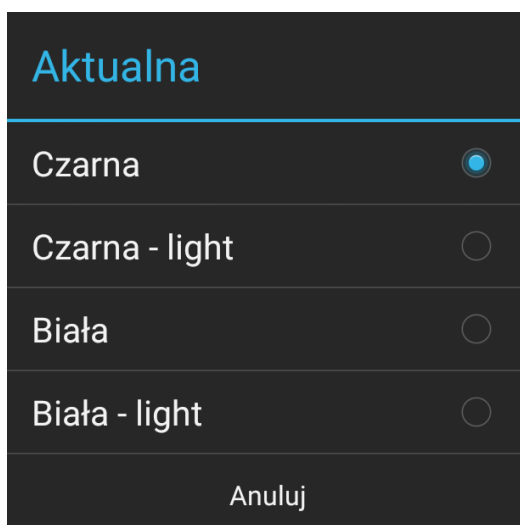 Aktualna
Czarna
Czarna - light
Biała
Biała - light
Anuluj